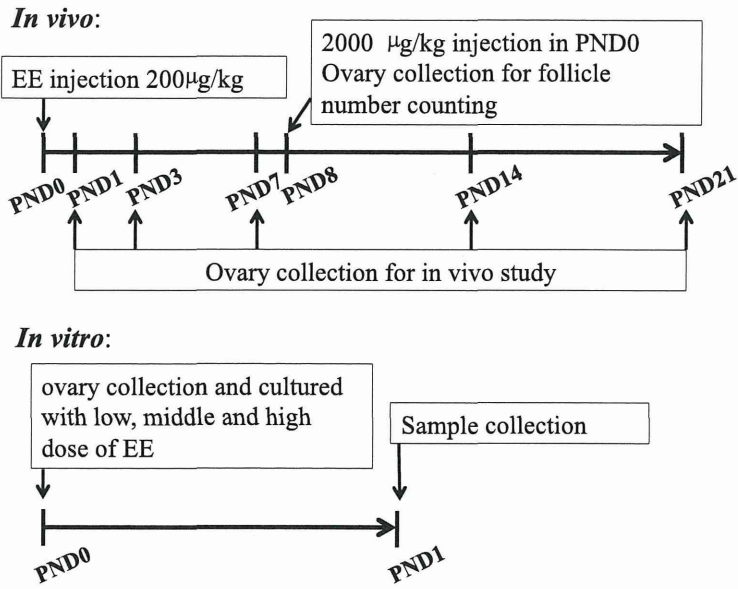 In vivo:
2000 μg/kg injection in PND0
Ovary collection for follicle
number counting
EE injection 200μg/kg
PND0
PND1
PND3
PND7
PND8
PND14
PND21
Ovary collection for in vivo study
In vitro:
ovary collection and cultured
with low, middle and high
dose of EE
Sample collection
PND0
PND1